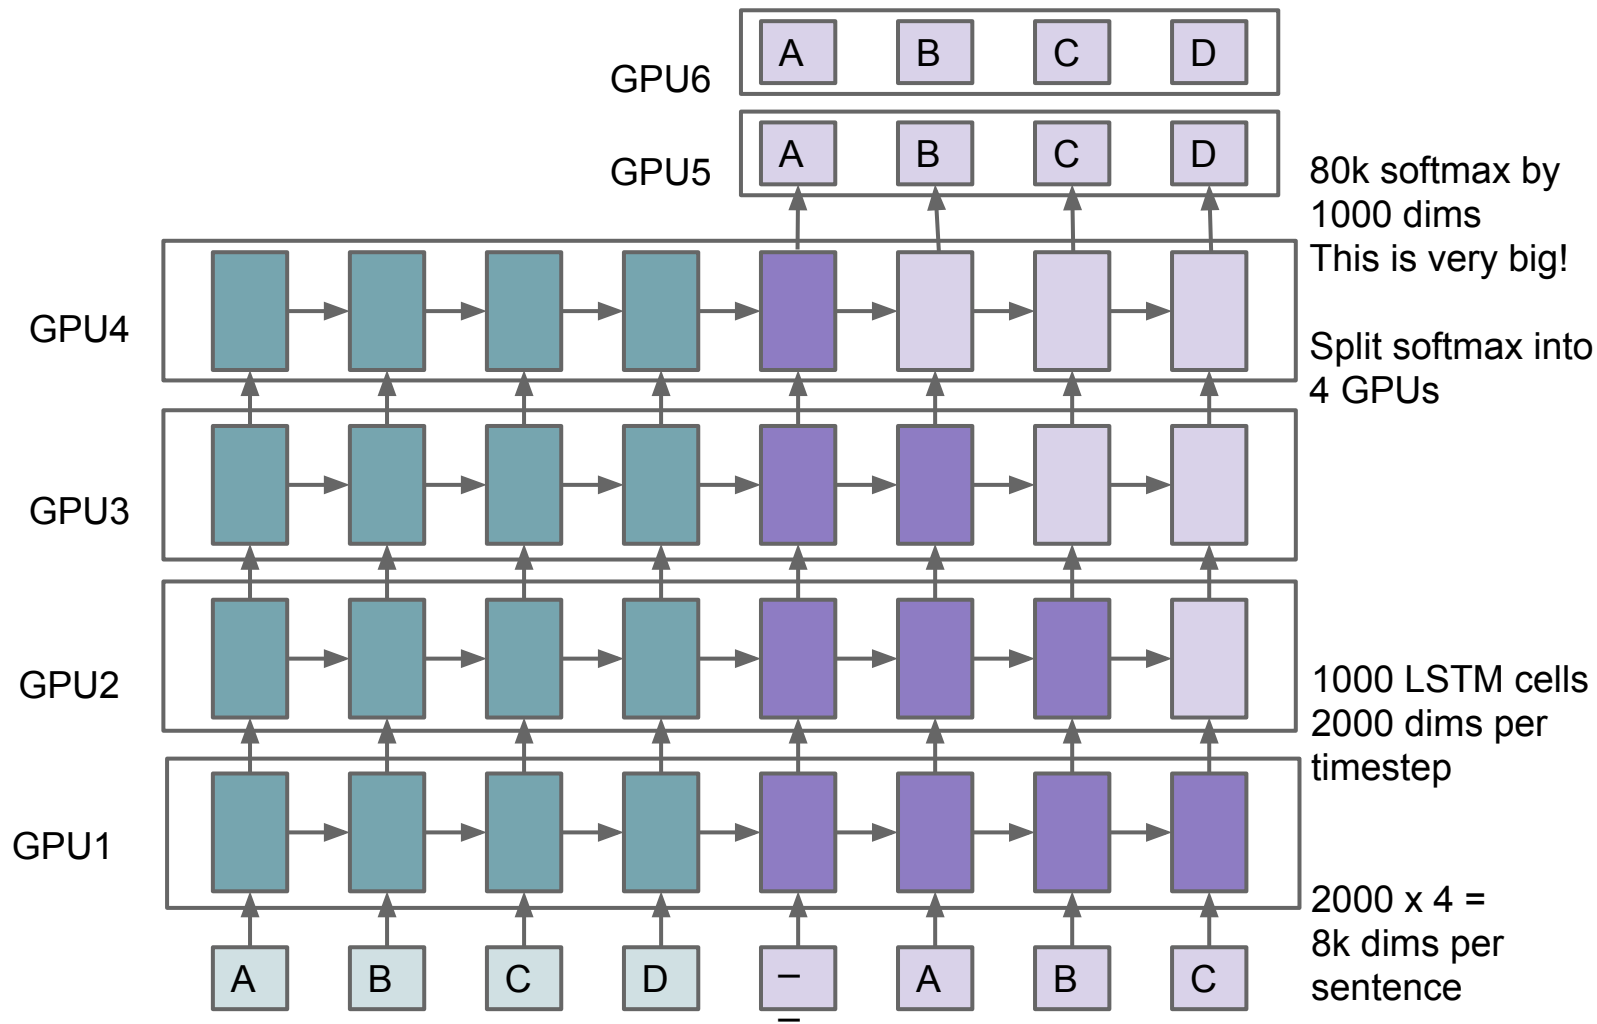 A B C D
GPU6
A B C D
GPU5
80k softmax by
1000 dims
This is very big!
GPU4
Split softmax into
4 GPUs
GPU3
GPU2
1000 LSTM cells
2000 dims per
timestep
GPU1
2000 x 4 =
8k dims per
sentence
A B C D _ A B C
_